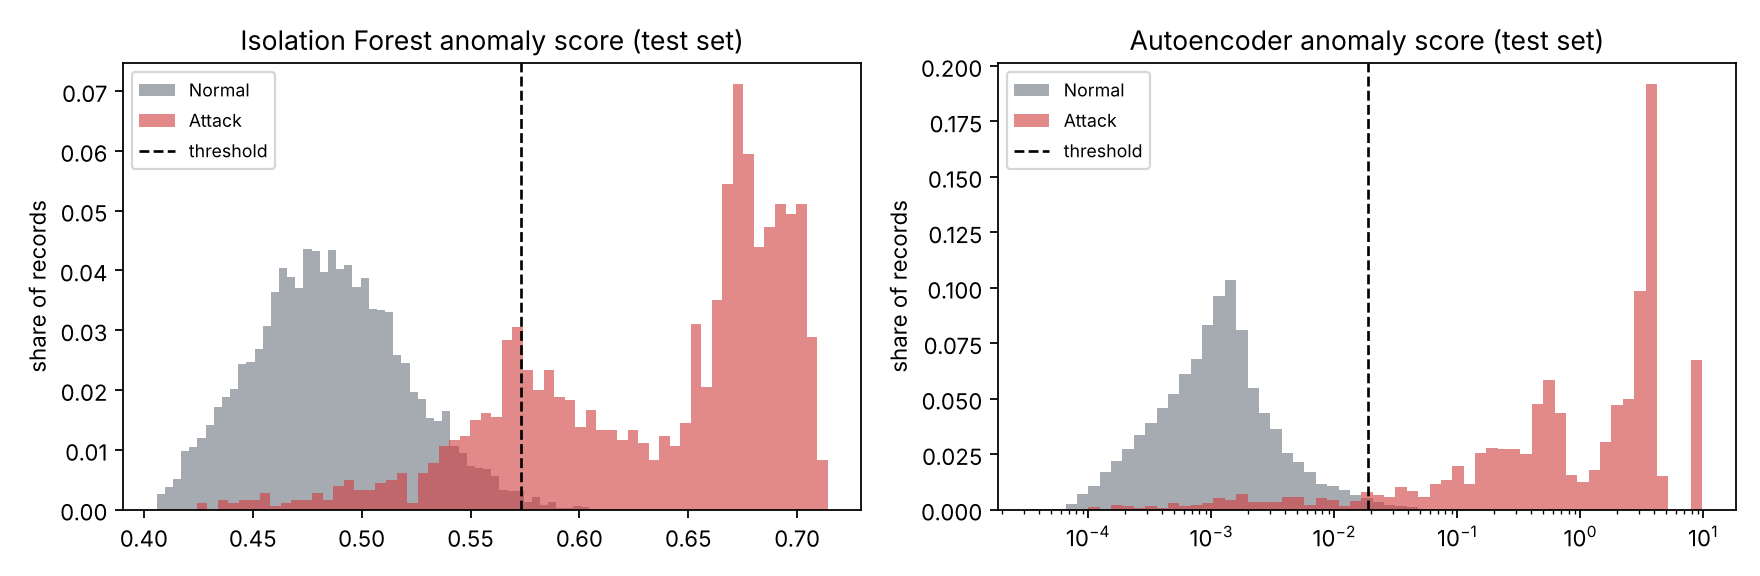 Isolation Forest anomaly score (test set)
Normal
Attack
threshold
share of records
0.07
0.06
0.05
0.04
0.03
0.02
0.01
0.00
0.40 0.45 0.50 0.55 0.60 0.65 0.70
Autoencoder anomaly score (test set)
Normal
Attack
threshold
share of records
0.200
0.175
0.150
0.125
0.100
0.075
0.050
0.025
0.000
10⁻⁴ 10⁻³ 10⁻² 10⁻¹ 10⁰ 10¹